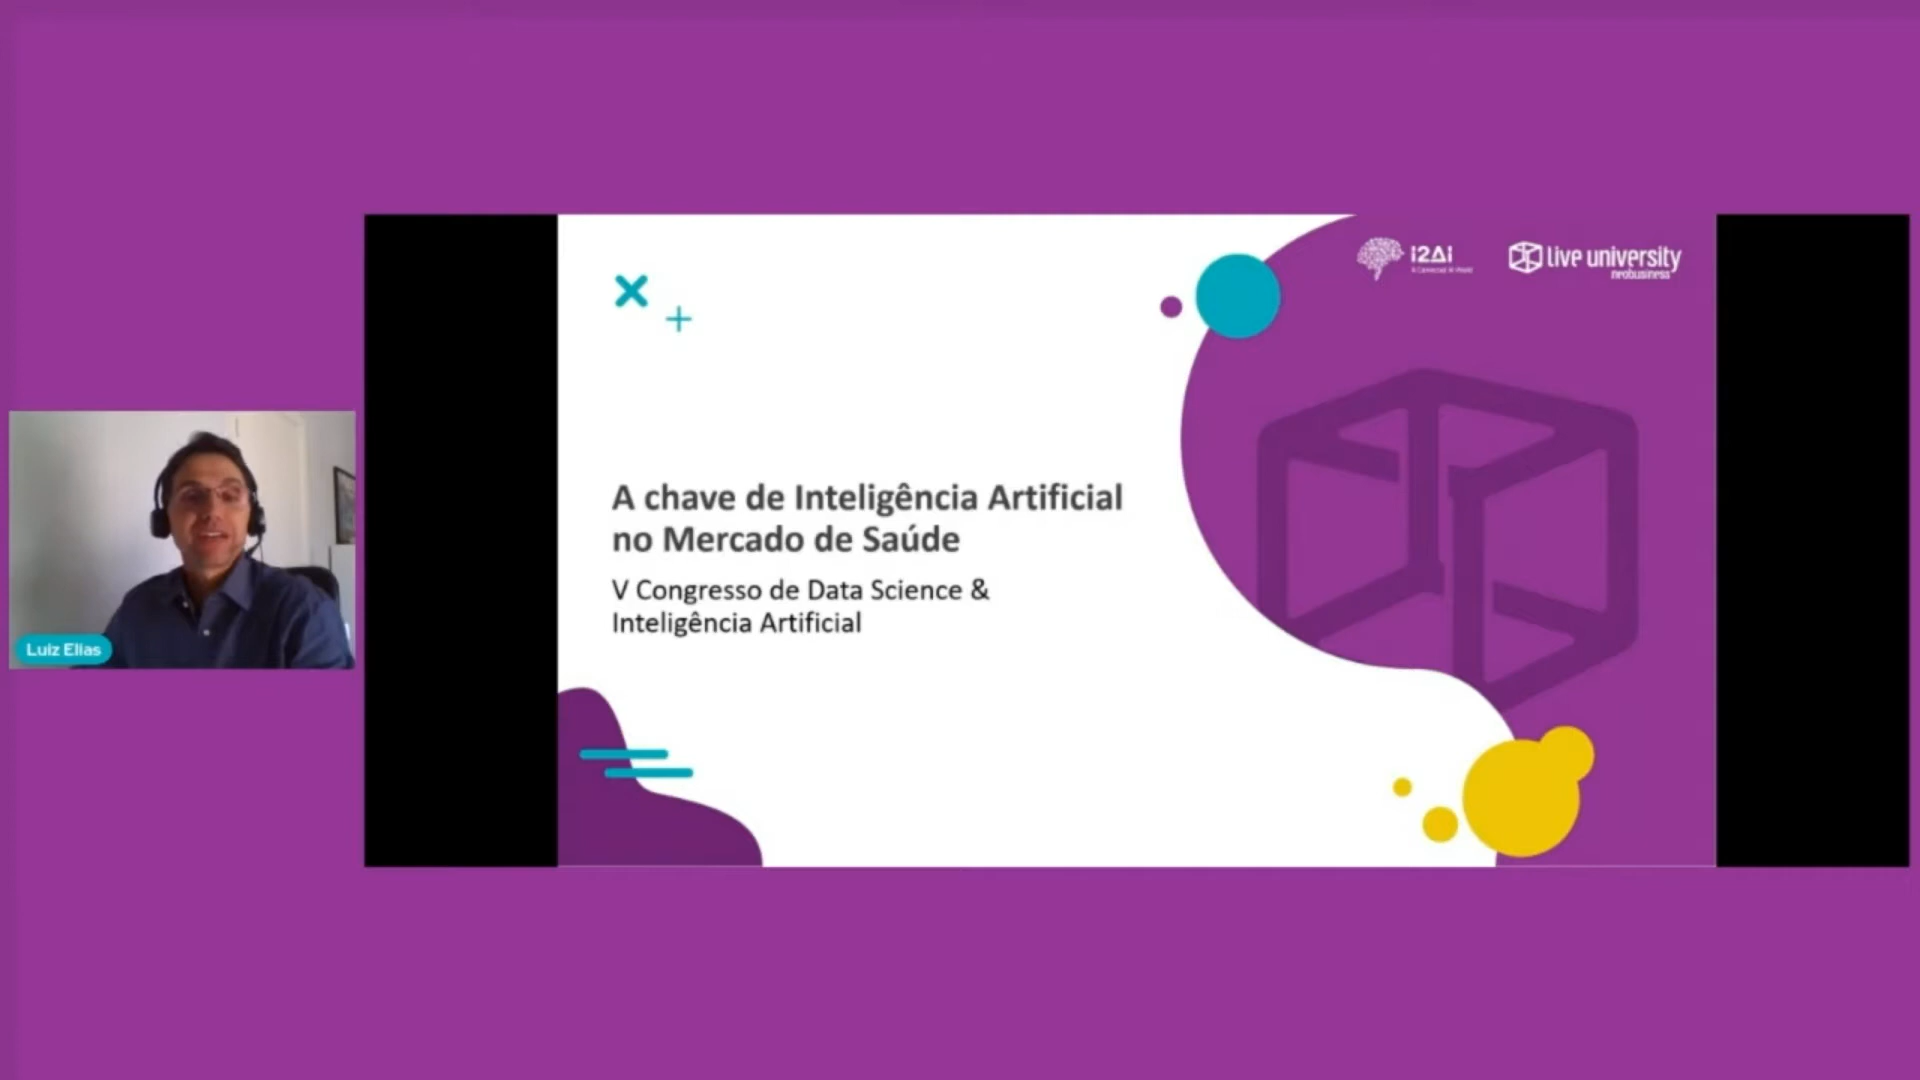 i2Ai
live university
neobusiness
A chave de Inteligência Artificial
no Mercado de Saúde
V Congresso de Data Science &
Inteligência Artificial
Luiz Elias